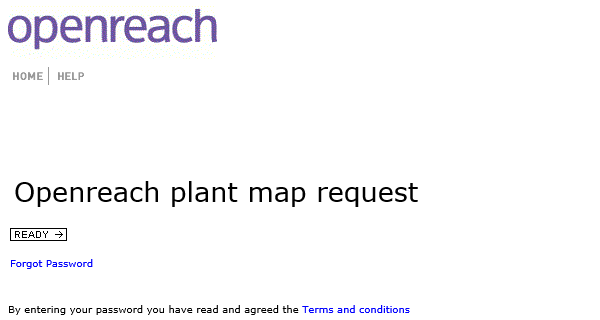 openreach
HOME | HELP
Openreach plant map request
READY →
Forgot Password
By entering your password you have read and agreed the Terms and conditions